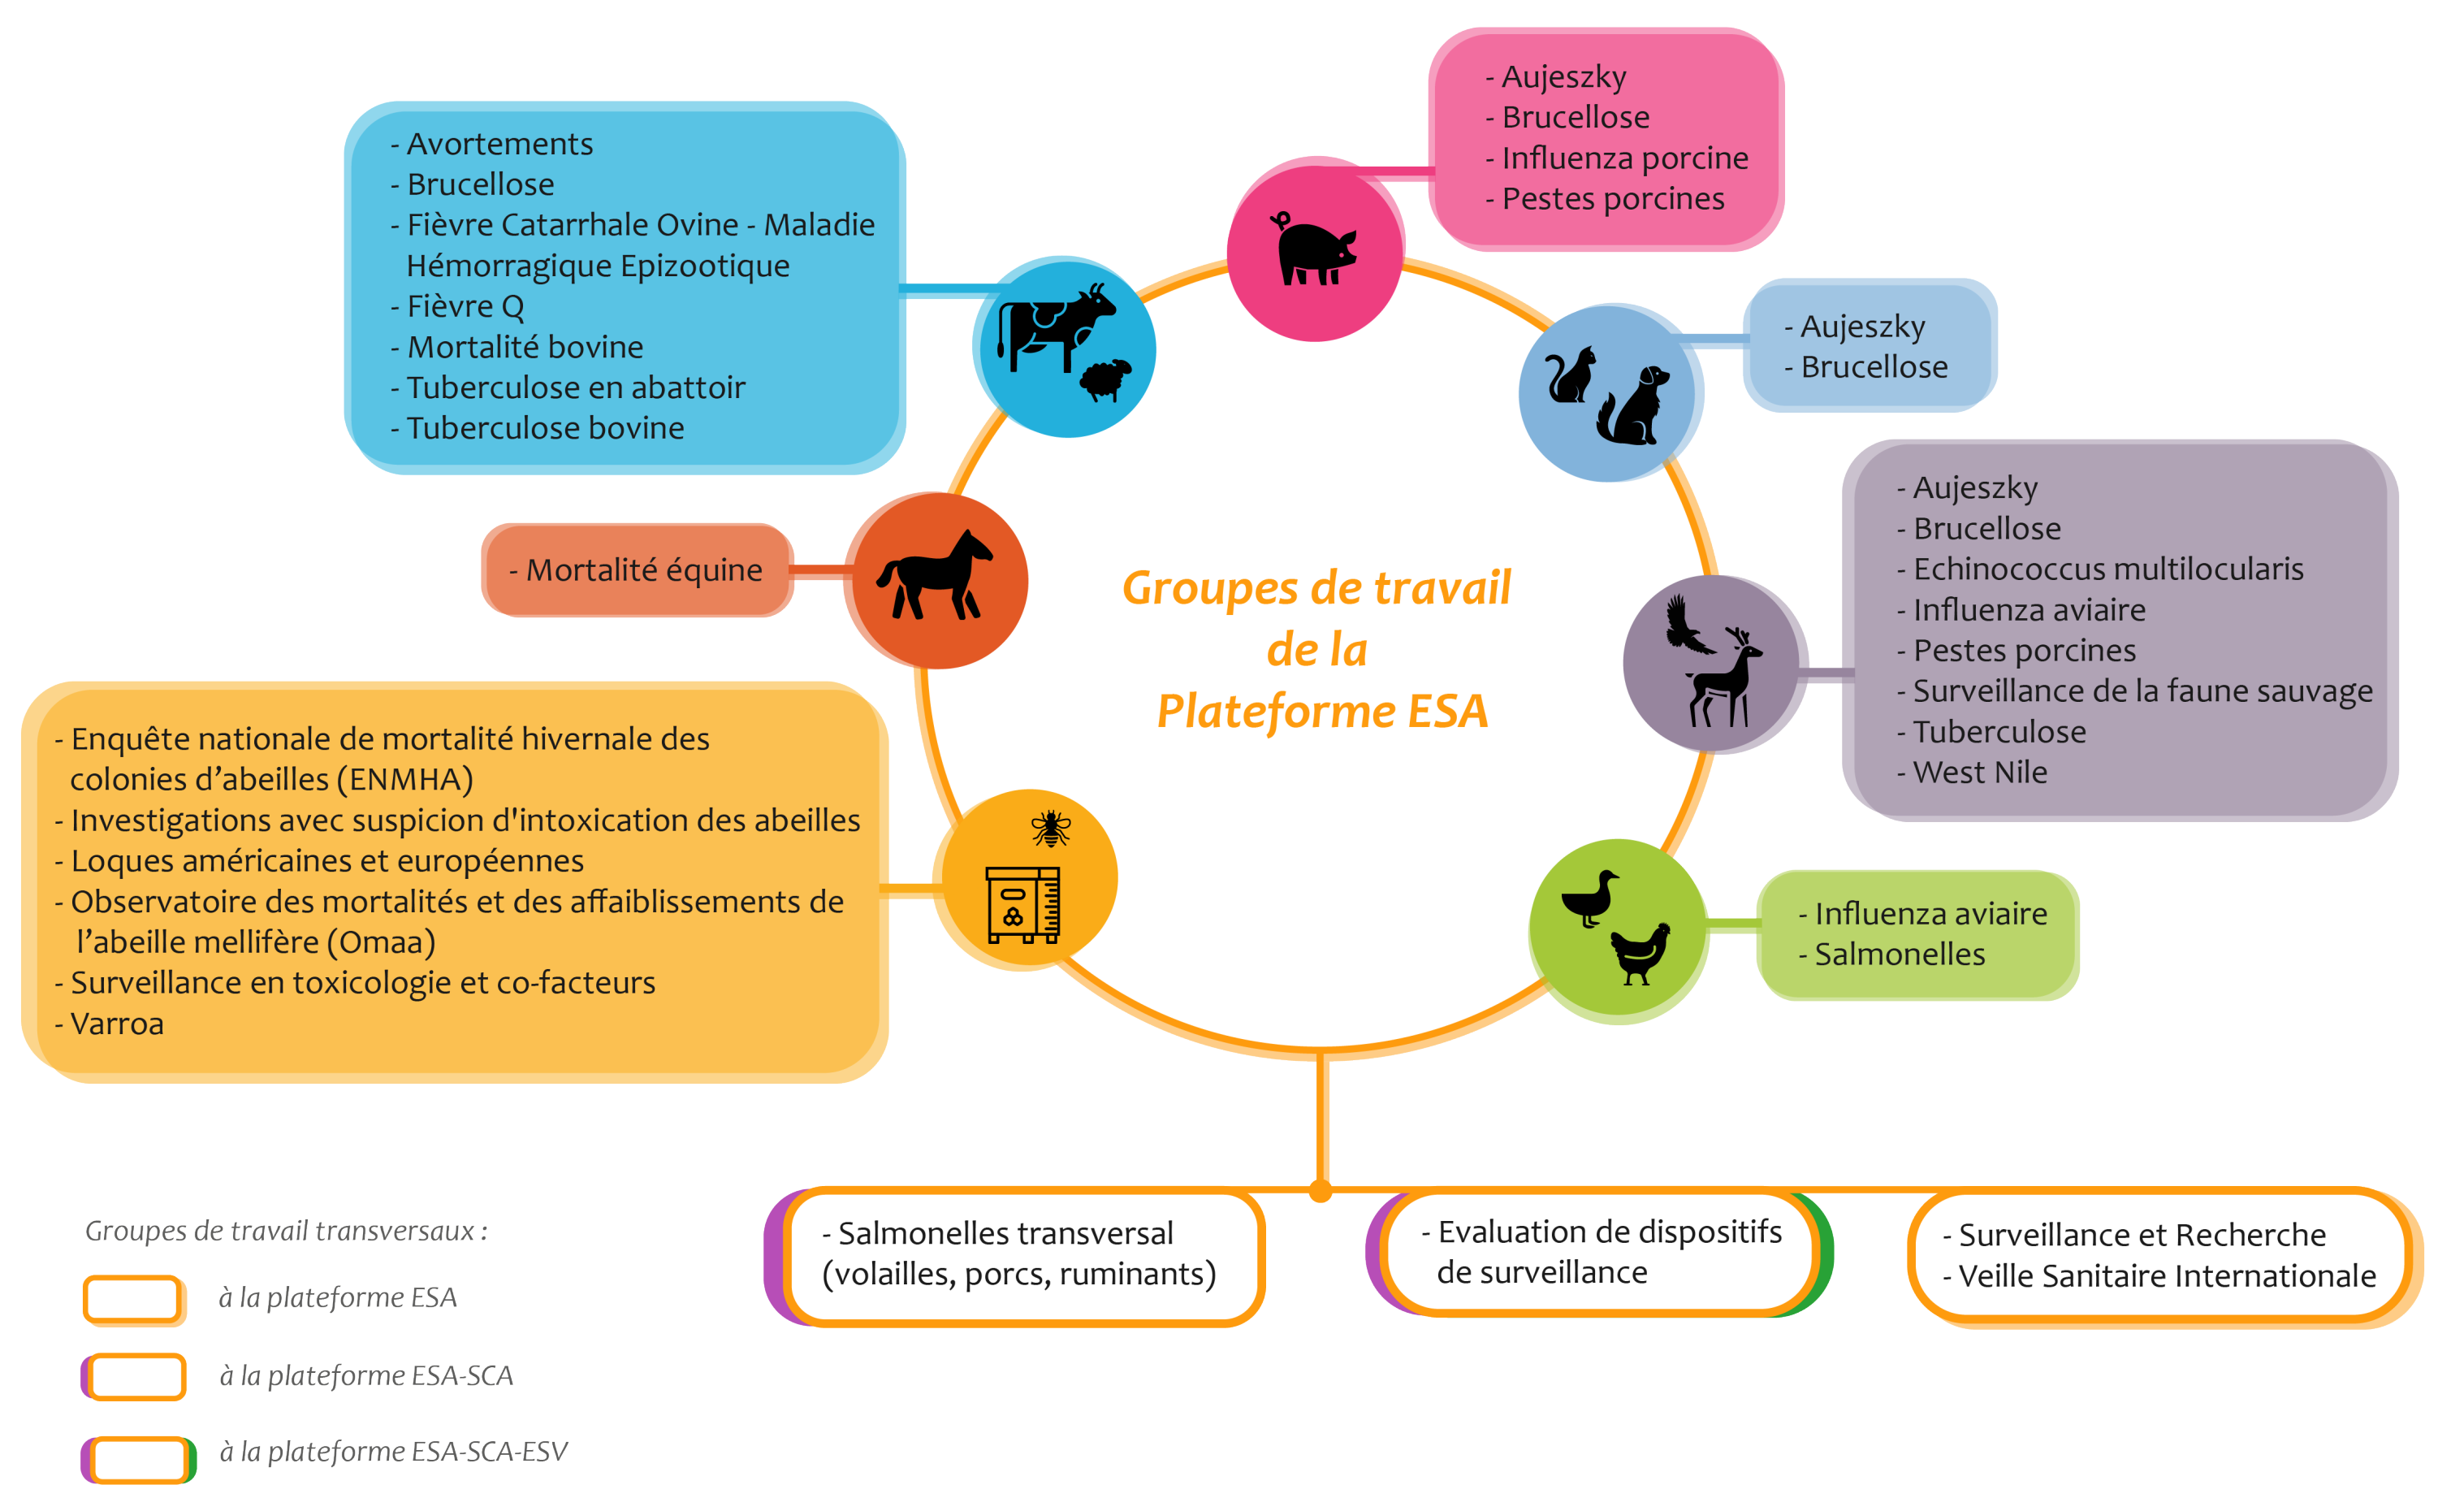 - Aujeszky
- Brucellose
- Influenza porcine
- Pestes porcines
- Avortements
- Brucellose
- Fièvre Catarrhale Ovine - Maladie
Hémorragique Epizootique
- Fièvre Q
- Mortalité bovine
- Tuberculose en abattoir
- Tuberculose bovine
- Aujeszky
- Brucellose
- Aujeszky
- Brucellose
- Echinococcus multilocularis
- Influenza aviaire
- Pestes porcines
- Surveillance de la faune sauvage
- Tuberculose
- West Nile
- Mortalité équine
Groupes de travail
de la
Plateforme ESA
- Enquête nationale de mortalité hivernale des
colonies d’abeilles (ENMHA)
- Investigations avec suspicion d'intoxication des abeilles
- Loques américaines et européennes
- Observatoire des mortalités et des affaiblissements de
l’abeille mellifère (Omaa)
- Surveillance en toxicologie et co-facteurs
- Varroa
- Influenza aviaire
- Salmonelles
- Salmonelles transversal
(volailles, porcs, ruminants)
- Evaluation de dispositifs
de surveillance
- Surveillance et Recherche
- Veille Sanitaire Internationale
Groupes de travail transversaux :
à la plateforme ESA
à la plateforme ESA-SCA
à la plateforme ESA-SCA-ESV